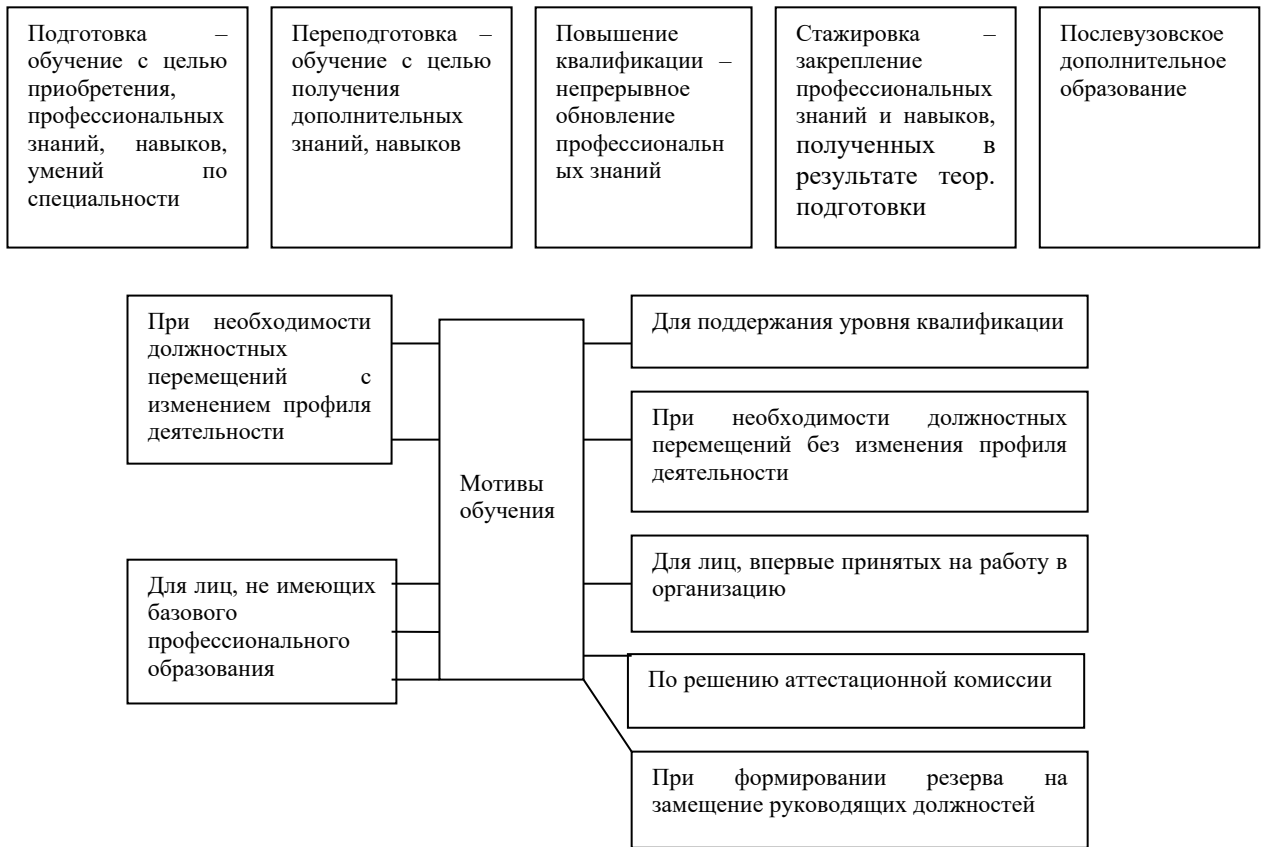 Подготовка –
обучение с целью
приобретения,
профессиональных
знаний, навыков,
умений по
специальности
Переподготовка –
обучение с целью
получения
дополнительных
знаний, навыков
Повышение
квалификации –
непрерывное
обновление
профессиональн
ых знаний
Стажировка –
закрепление
профессиональных
знаний и навыков,
полученных в
результате теор.
подготовки
Послевузовское
дополнительное
образование
При необходимости
должностных
перемещений с
изменением профиля
деятельности
Для лиц, не имеющих
базового
профессионального
образования
Мотивы
обучения
Для поддержания уровня квалификации
При необходимости должностных
перемещений без изменения профиля
деятельности
Для лиц, впервые принятых на работу в
организацию
По решению аттестационной комиссии
При формировании резерва на
замещение руководящих должностей